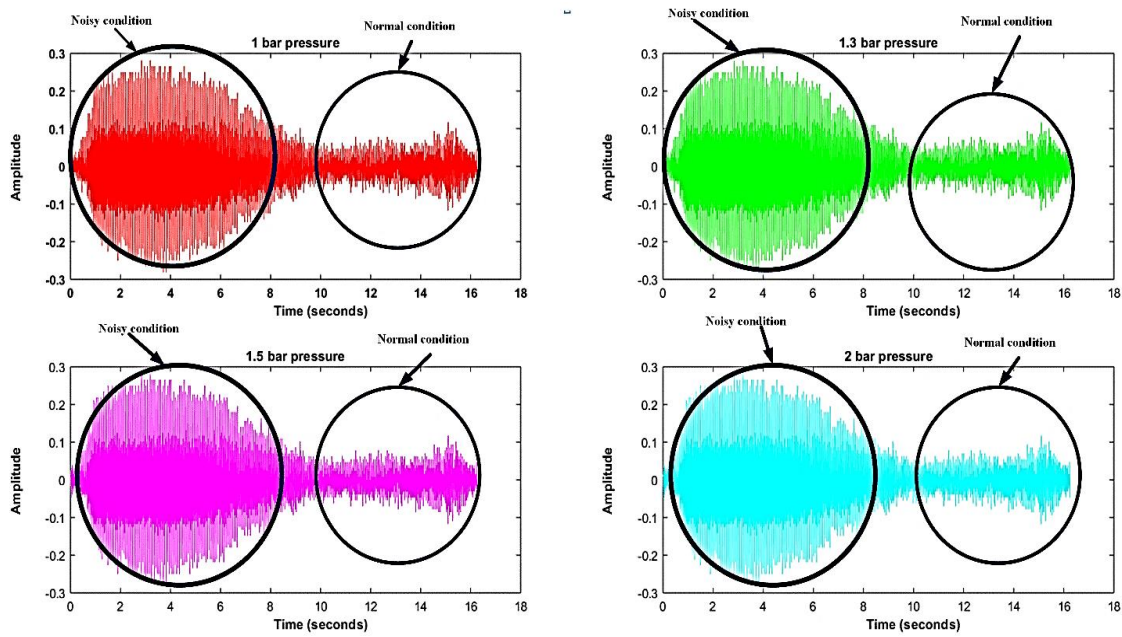 Noisy condition
Normal condition
1 bar pressure
0.3
0.2
0.1
0
-0.1
-0.2
-0.3
Amplitude
0 2 4 6 8 10 12 14 16 18
Time (seconds)
Noisy condition
Normal condition
1.3 bar pressure
0.3
0.2
0.1
0
-0.1
-0.2
-0.3
Amplitude
0 2 4 6 8 10 12 14 16 18
Time (seconds)
Noisy condition
Normal condition
1.5 bar pressure
0.3
0.2
0.1
0
-0.1
-0.2
-0.3
Amplitude
0 2 4 6 8 10 12 14 16 18
Time (seconds)
Noisy condition
Normal condition
2 bar pressure
0.3
0.2
0.1
0
-0.1
-0.2
-0.3
Amplitude
0 2 4 6 8 10 12 14 16 18
Time (seconds)